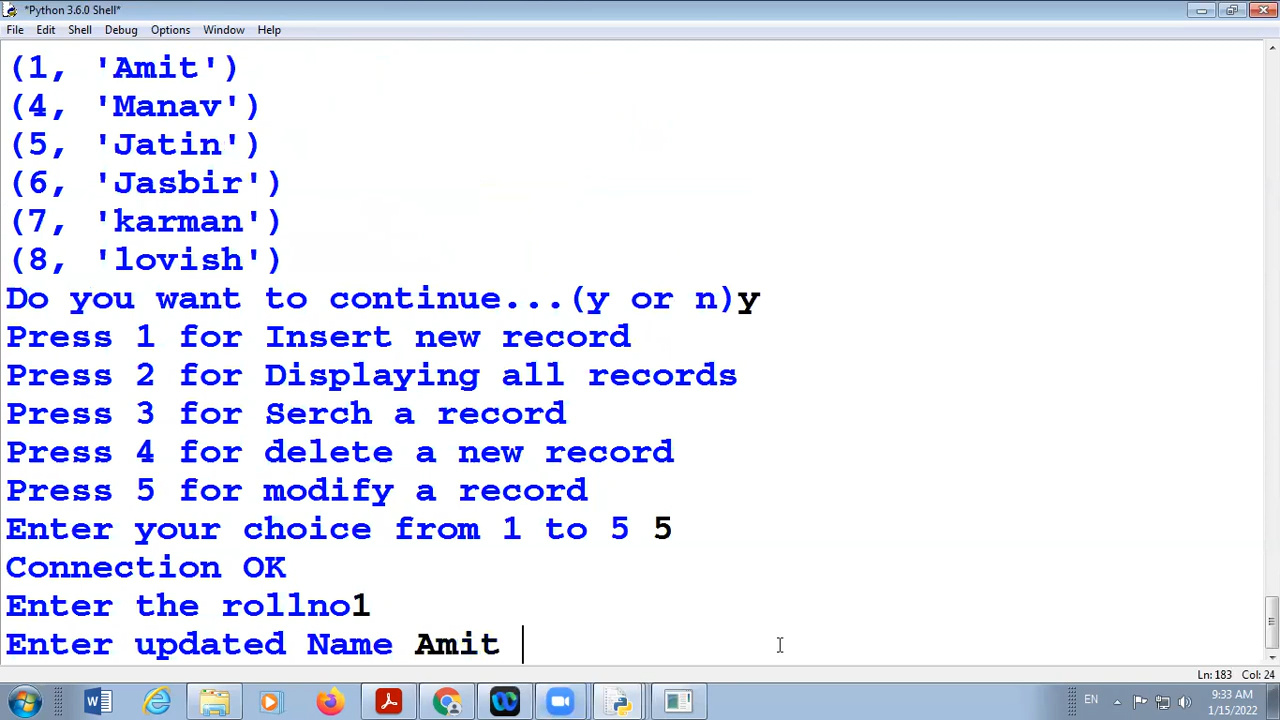 *Python 3.6.0 Shell*
File Edit Shell Debug Options Window Help
(1, 'Amit')
(4, 'Manav')
(5, 'Jatin')
(6, 'Jasbir')
(7, 'karman')
(8, 'lovish')
Do you want to continue...(y or n)y
Press 1 for Insert new record
Press 2 for Displaying all records
Press 3 for Serch a record
Press 4 for delete a new record
Press 5 for modify a record
Enter your choice from 1 to 5 5
Connection OK
Enter the rollno1
Enter updated Name Amit
Ln: 183 Col: 24
EN
9:33 AM
1/15/2022